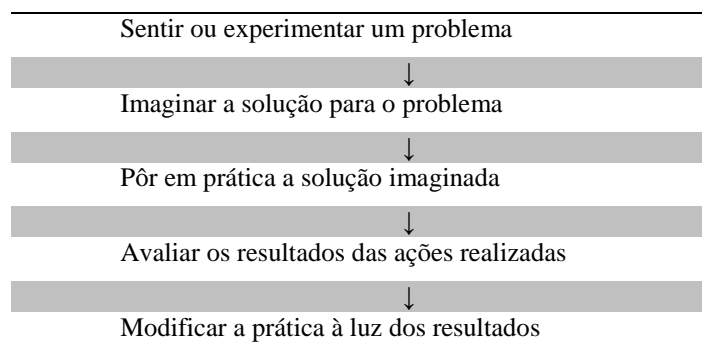 Sentir ou experimentar um problema
↓
Imaginar a solução para o problema
↓
Pôr em prática a solução imaginada
↓
Avaliar os resultados das ações realizadas
↓
Modificar a prática à luz dos resultados